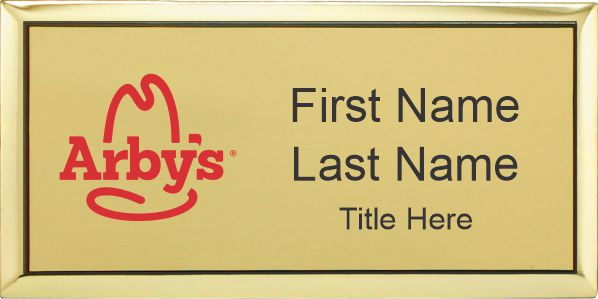 Arby's®
First Name
Last Name
Title Here